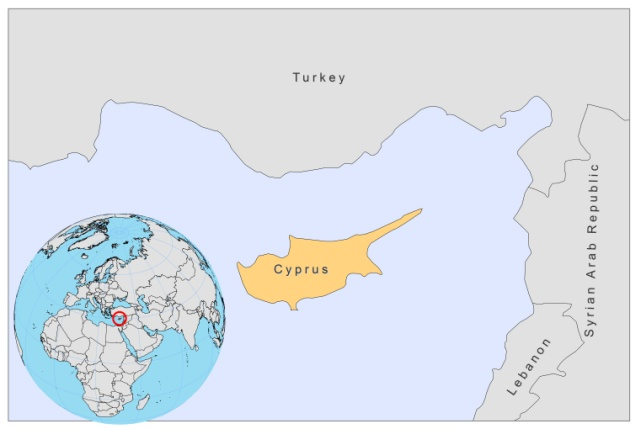 Turkey
Cyprus
Syrian Arab Republic
Lebanon